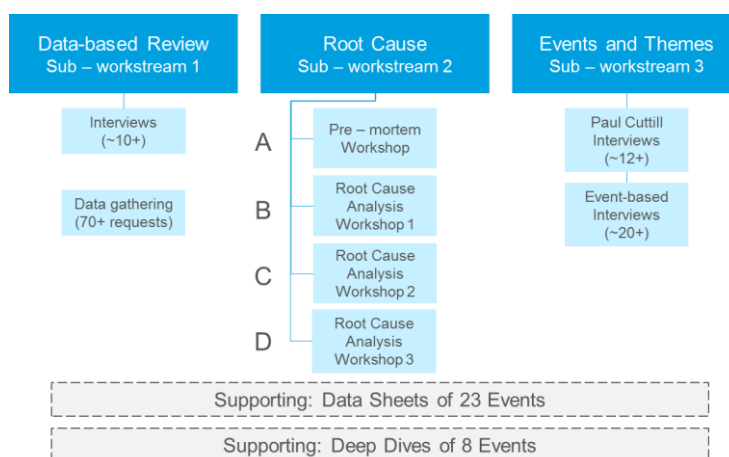 Data-based Review
Sub – workstream 1
Interviews
(~10+)
Data gathering
(70+ requests)
Root Cause
Sub – workstream 2
A
Pre – mortem
Workshop
B
Root Cause
Analysis
Workshop 1
C
Root Cause
Analysis
Workshop 2
D
Root Cause
Analysis
Workshop 3
Events and Themes
Sub – workstream 3
Paul Cuttill
Interviews
(~12+)
Event-based
Interviews
(~20+)
Supporting: Data Sheets of 23 Events
Supporting: Deep Dives of 8 Events